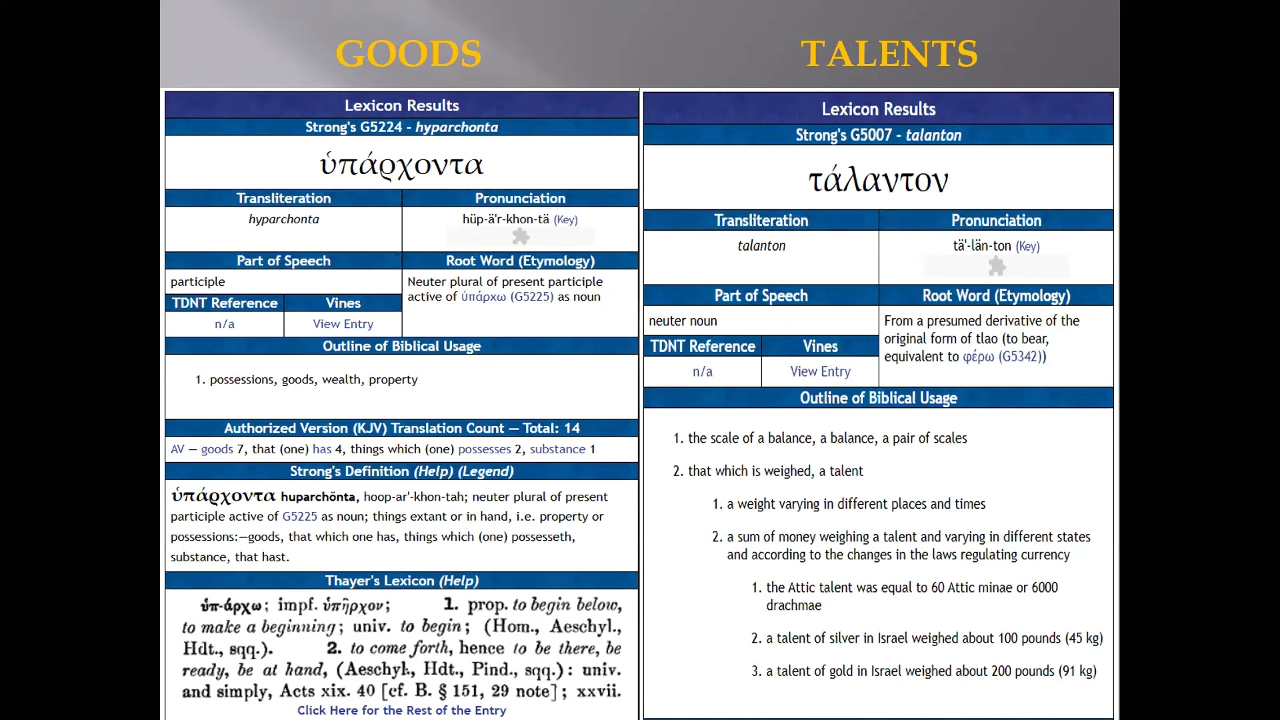 GOODS
Lexicon Results
Strong's G5224 - hyparchonta
ὑπάρχοντα
Transliteration
Pronunciation
hyparchonta
hüp-ä'r-khon-tä (Key)
Part of Speech
Root Word (Etymology)
participle
Neuter plural of present participle
active of ὑπάρχω (G5225) as noun
TDNT Reference
Vines
n/a
View Entry
Outline of Biblical Usage
1. possessions, goods, wealth, property
Authorized Version (KJV) Translation Count — Total: 14
AV — goods 7, that (one) has 4, things which (one) possesses 2, substance 1
Strong's Definition (Help) (Legend)
ὑπάρχοντα huparchŏnta, hoop-ar'-khon-tah; neuter plural of present
participle active of G5225 as noun; things extant or in hand, i.e. property or
possessions:—goods, that which one has, things which (one) possesseth,
substance, that hast.
Thayer's Lexicon (Help)
ὑπ-άρχω; impf. ὑπῆρχον; 1. prop. to begin below,
to make a beginning; univ. to begin; (Hom., Aeschyl.,
Hdt., sqq.). 2. to come forth, hence to be there, be
ready, be at hand, (Aeschyl., Hdt., Pind., sqq.): univ.
and simply, Acts xix. 40 [cf. B. § 151, 29 note]; xxvii.
Click Here for the Rest of the Entry
TALENTS
Lexicon Results
Strong's G5007 - talanton
τάλαντον
Transliteration
Pronunciation
talanton
tä'-län-ton (Key)
Part of Speech
Root Word (Etymology)
neuter noun
From a presumed derivative of the
original form of tlao (to bear,
equivalent to φέρω (G5342))
TDNT Reference
Vines
n/a
View Entry
Outline of Biblical Usage
1. the scale of a balance, a balance, a pair of scales
2. that which is weighed, a talent
1. a weight varying in different places and times
2. a sum of money weighing a talent and varying in different states
and according to the changes in the laws regulating currency
1. the Attic talent was equal to 60 Attic minae or 6000
drachmae
2. a talent of silver in Israel weighed about 100 pounds (45 kg)
3. a talent of gold in Israel weighed about 200 pounds (91 kg)